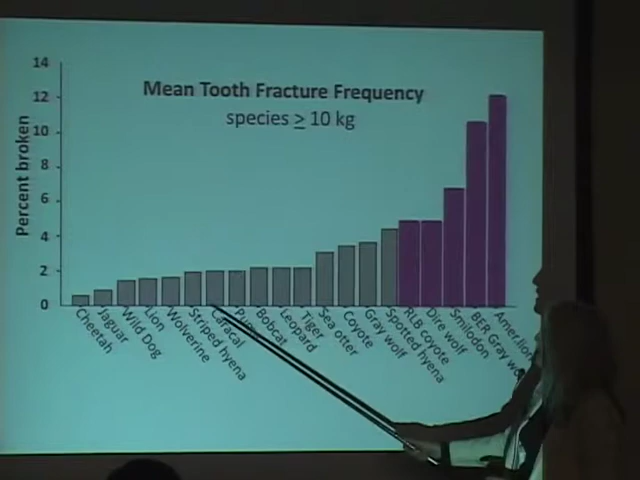 Mean Tooth Fracture Frequency
species ≥ 10 kg
Percent broken
14
12
10
8
6
4
2
0
Cheetah
Jaguar
Wild Dog
Lion
Wolverine
Striped hyena
Caracal
Bobcat
Leopard
Tiger
Sea otter
Coyote
Gray wolf
Spotted hyena
RLB coyote
Dire wolf
Smilodon
BER Gray
Amer.lion